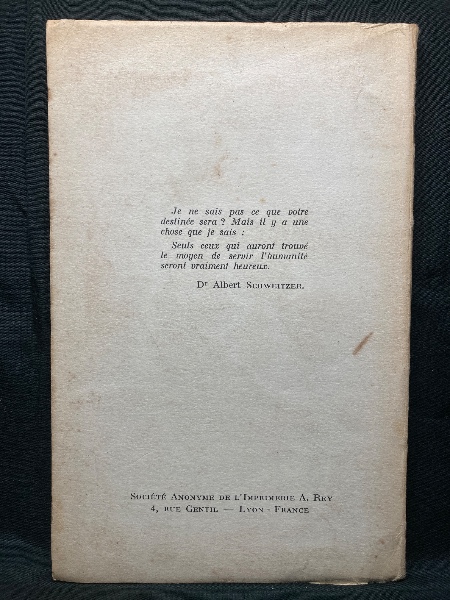 Je ne sais pas ce que votre
destinée sera ? Mais il y a une
chose que je sais :
Seuls ceux qui auront trouvé
le moyen de servir l'humanité
seront vraiment heureux.
Dr Albert SCHWEITZER.
SOCIÉTÉ ANONYME DE L'IMPRIMERIE A. REY
4, RUE GENTIL — LYON - FRANCE